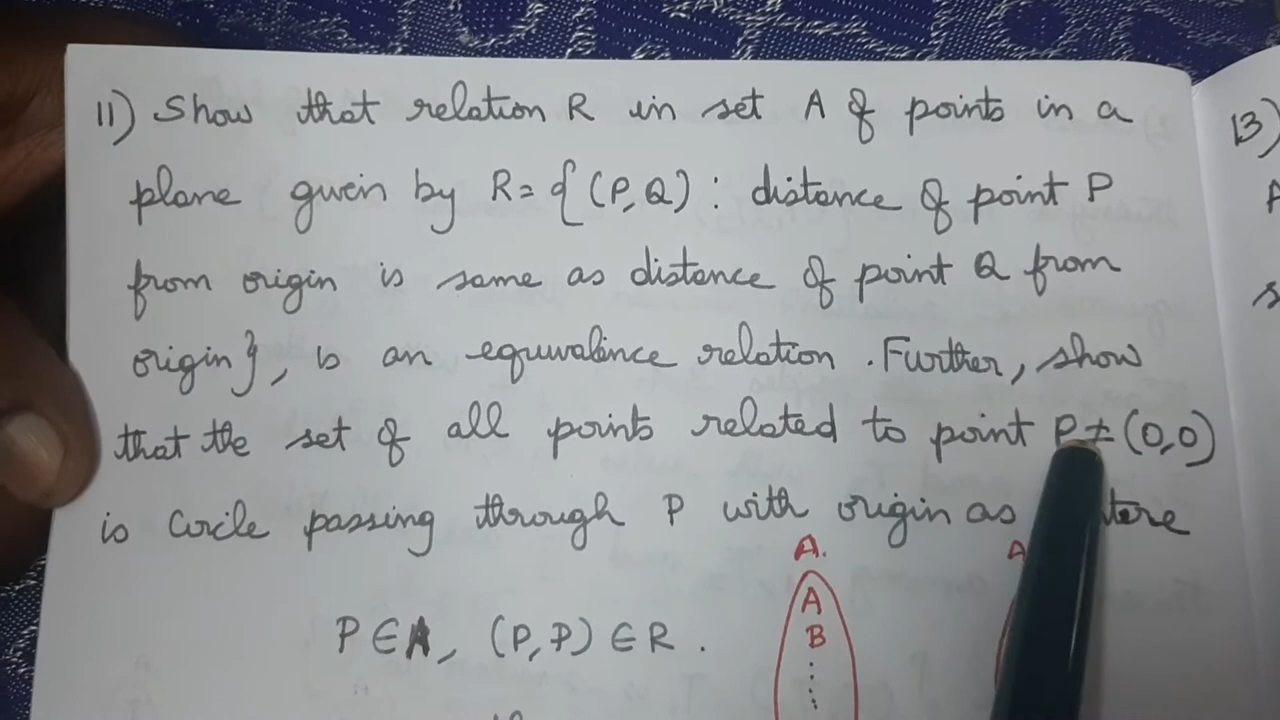 11) Show that relation R in set A of points in a
plane given by R= {(P,Q) : distance of point P
from origin is same as distance of point Q from
origin}, is an equivalence relation. Further, show
that the set of all points related to point P≠(0,0)
is Circle passing through P with origin as
P∈A, (P,P) ∈ R.
A.
A
B
A
13)